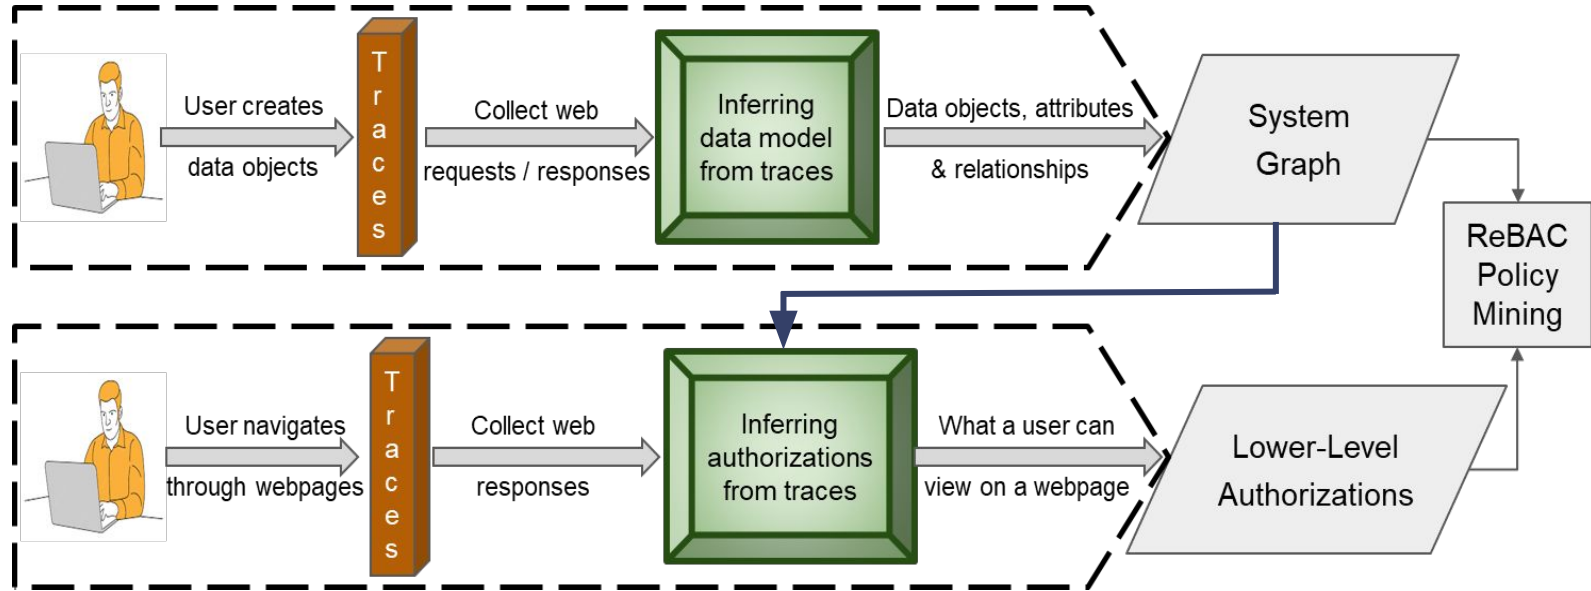 User creates
data objects
Traces
Collect web
requests / responses
Inferring
data model
from traces
Data objects, attributes
& relationships
System
Graph
ReBAC
Policy
Mining
User navigates
through webpages
Traces
Collect web
responses
Inferring
authorizations
from traces
What a user can
view on a webpage
Lower-Level
Authorizations